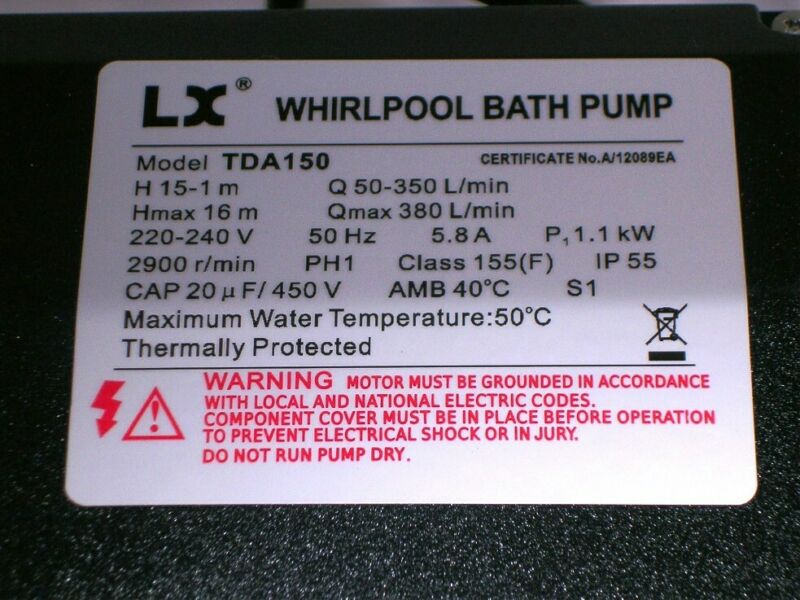 LX® WHIRLPOOL BATH PUMP
Model TDA150 CERTIFICATE No.A/12089EA
H 15-1 m Q 50-350 L/min
Hmax 16 m Qmax 380 L/min
220-240 V 50 Hz 5.8 A P₁ 1.1 kW
2900 r/min PH1 Class 155(F) IP 55
CAP 20 μF/ 450 V AMB 40°C S1
Maximum Water Temperature:50°C
Thermally Protected
WARNING MOTOR MUST BE GROUNDED IN ACCORDANCE
WITH LOCAL AND NATIONAL ELECTRIC CODES.
COMPONENT COVER MUST BE IN PLACE BEFORE OPERATION
TO PREVENT ELECTRICAL SHOCK OR IN JURY.
DO NOT RUN PUMP DRY.